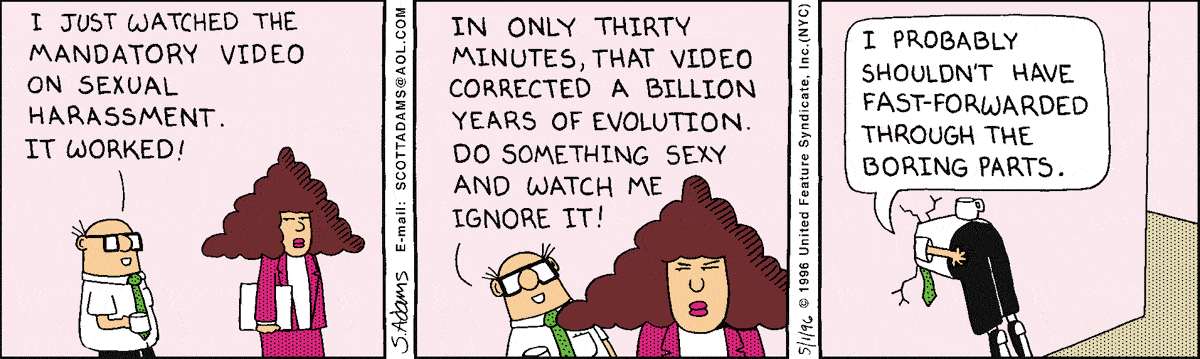 I JUST WATCHED THE
MANDATORY VIDEO
ON SEXUAL
HARASSMENT.
IT WORKED!
S.Adams E-mail: SCOTTADAMS@AOL.COM
IN ONLY THIRTY
MINUTES, THAT VIDEO
CORRECTED A BILLION
YEARS OF EVOLUTION.
DO SOMETHING SEXY
AND WATCH ME
IGNORE IT!
5/1/96 © 1996 United Feature Syndicate, Inc.(NYC)
I PROBABLY
SHOULDN'T HAVE
FAST-FORWARDED
THROUGH THE
BORING PARTS.